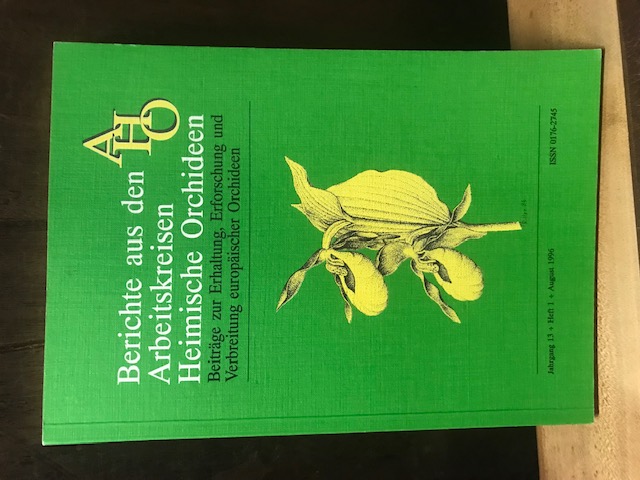 AHO
Berichte aus den
Arbeitskreisen
Heimische Orchideen
Beiträge zur Erhaltung, Erforschung und
Verbreitung europäischer Orchideen
Jahrgang 13 + Heft 1 + August 1996
ISSN 0176-2745